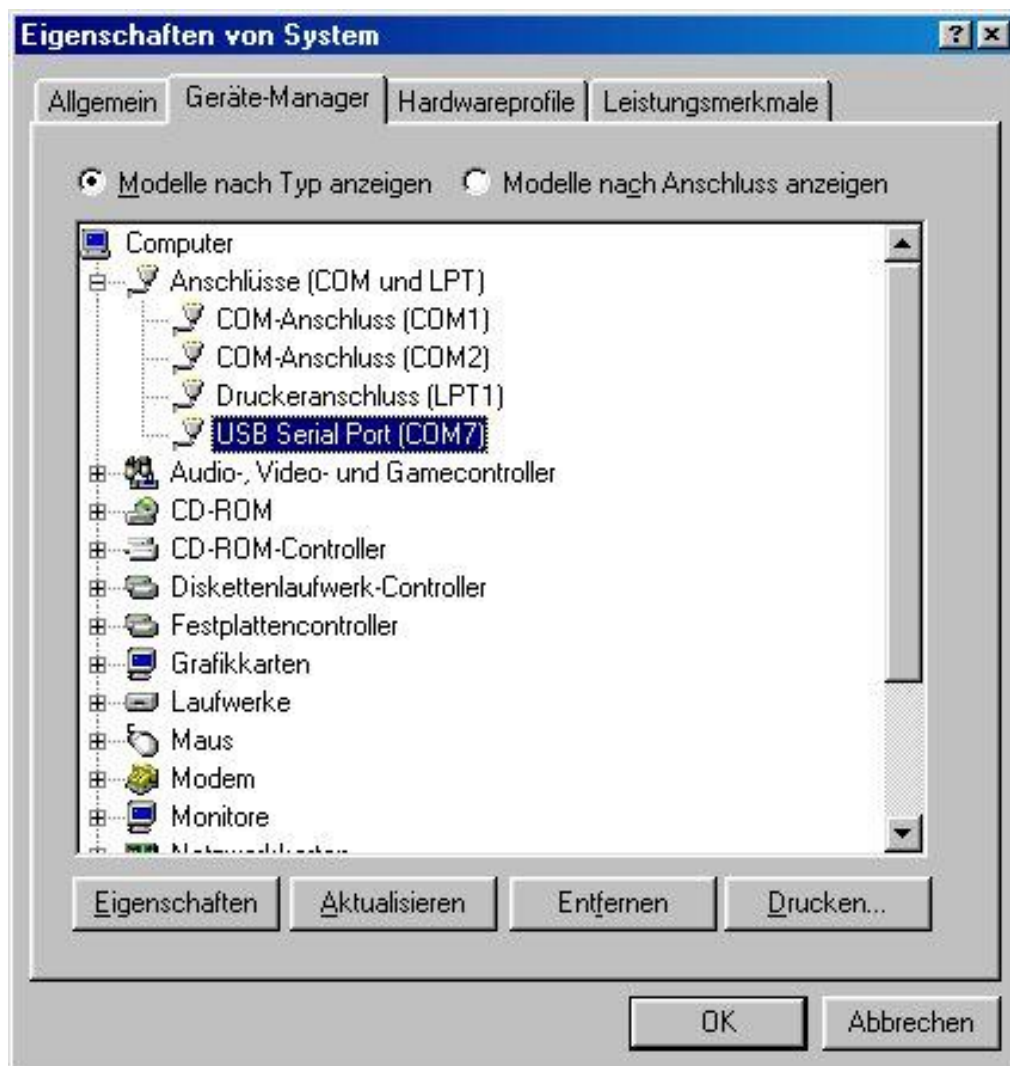 Eigenschaften von System
Allgemein Geräte-Manager Hardwareprofile Leistungsmerkmale
Modelle nach Typ anzeigen Modelle nach Anschluss anzeigen
Computer
Anschlüsse (COM und LPT)
COM-Anschluss (COM1)
COM-Anschluss (COM2)
Druckeranschluss (LPT1)
USB Serial Port (COM7)
Audio-, Video- und Gamecontroller
CD-ROM
CD-ROM-Controller
Diskettenlaufwerk-Controller
Festplattencontroller
Grafikkarten
Laufwerke
Maus
Modem
Monitore
Eigenschaften Aktualisieren Entfernen Drucken...
OK Abbrechen